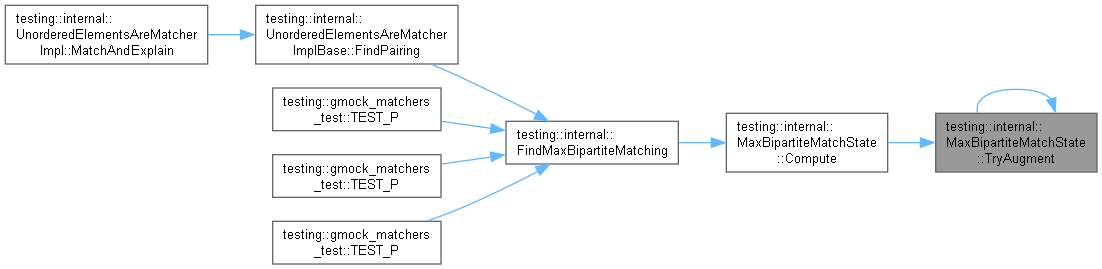 testing::internal::
UnorderedElementsAreMatcher
Impl::MatchAndExplain
testing::internal::
UnorderedElementsAreMatcher
ImplBase::FindPairing
testing::gmock_matchers
_test::TEST_P
testing::gmock_matchers
_test::TEST_P
testing::gmock_matchers
_test::TEST_P
testing::internal::
FindMaxBipartiteMatching
testing::internal::
MaxBipartiteMatchState
::Compute
testing::internal::
MaxBipartiteMatchState
::TryAugment